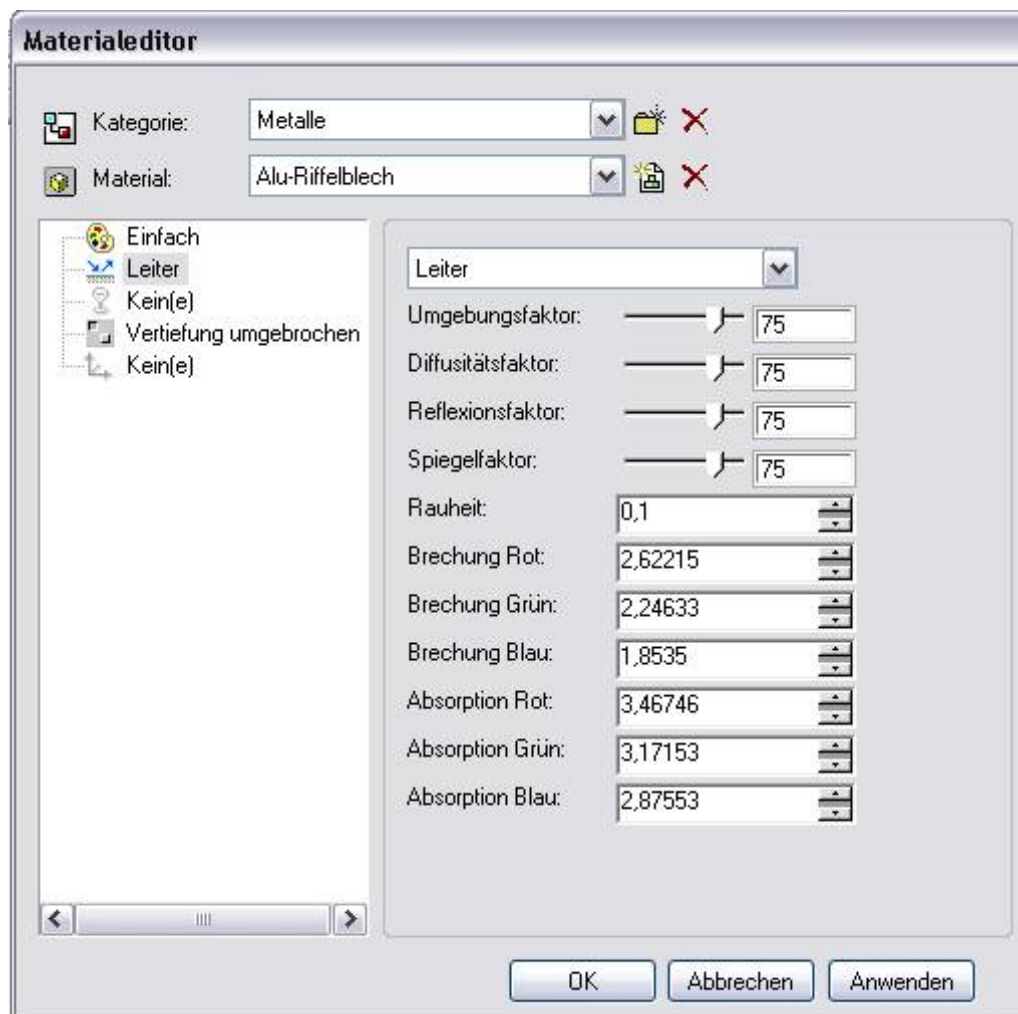 Materialeditor
Kategorie: Metalle
Material: Alu-Riffelblech
Einfach
Leiter
Kein(e)
Vertiefung umgebrochen
Kein(e)
Leiter
Umgebungsfaktor: 75
Diffusitätsfaktor: 75
Reflexionsfaktor: 75
Spiegelfaktor: 75
Rauheit: 0,1
Brechung Rot: 2,62215
Brechung Grün: 2,24633
Brechung Blau: 1,8535
Absorption Rot: 3,46746
Absorption Grün: 3,17153
Absorption Blau: 2,87553
OK Abbrechen Anwenden